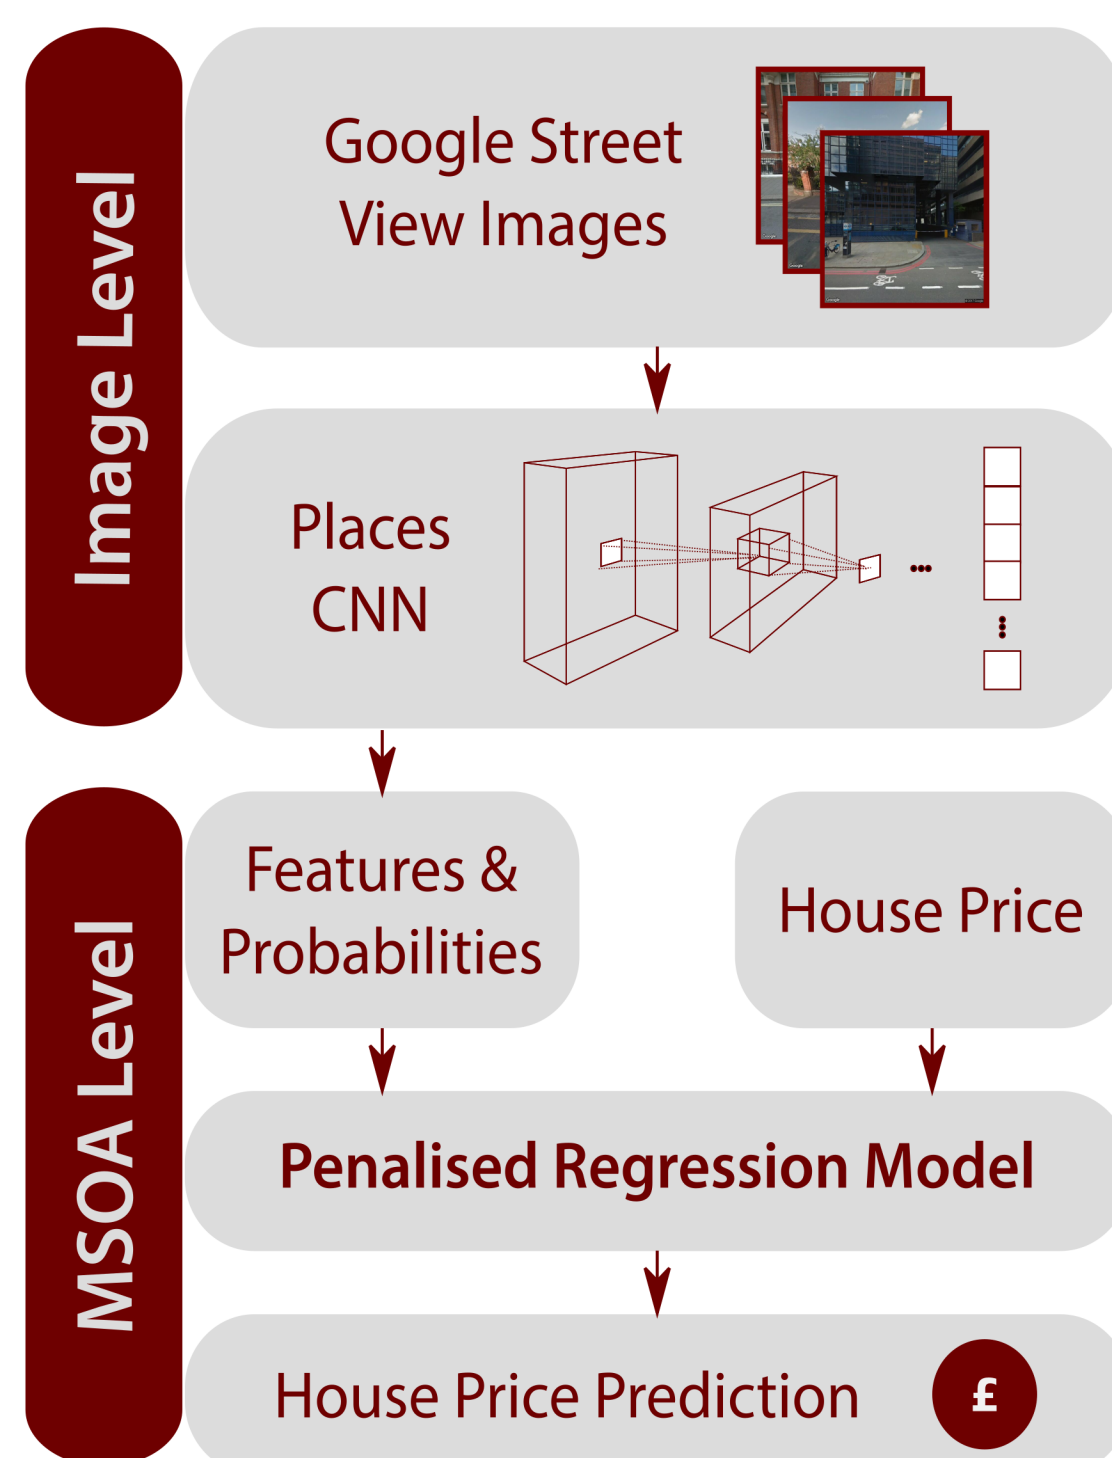 Image Level
Google Street
View Images
Places
CNN
MSOA Level
Features &
Probabilities
House Price
Penalised Regression Model
House Price Prediction
£